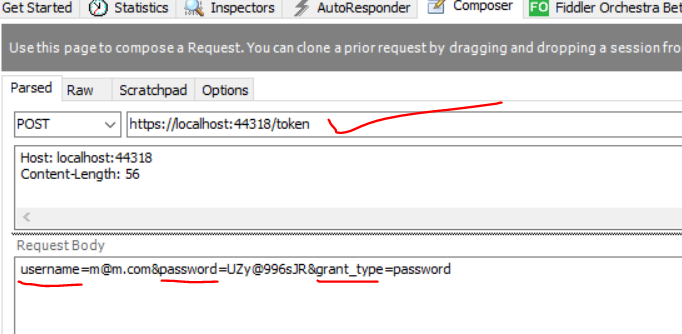 Get Started Statistics Inspectors AutoResponder Composer FO Fiddler Orchestra Bet
Use this page to compose a Request. You can clone a prior request by dragging and dropping a session fro
Parsed Raw Scratchpad Options
POST https://localhost:44318/token
Host: localhost:44318
Content-Length: 56
Request Body
username=m@m.com&password=UZy@996sJR&grant_type=password